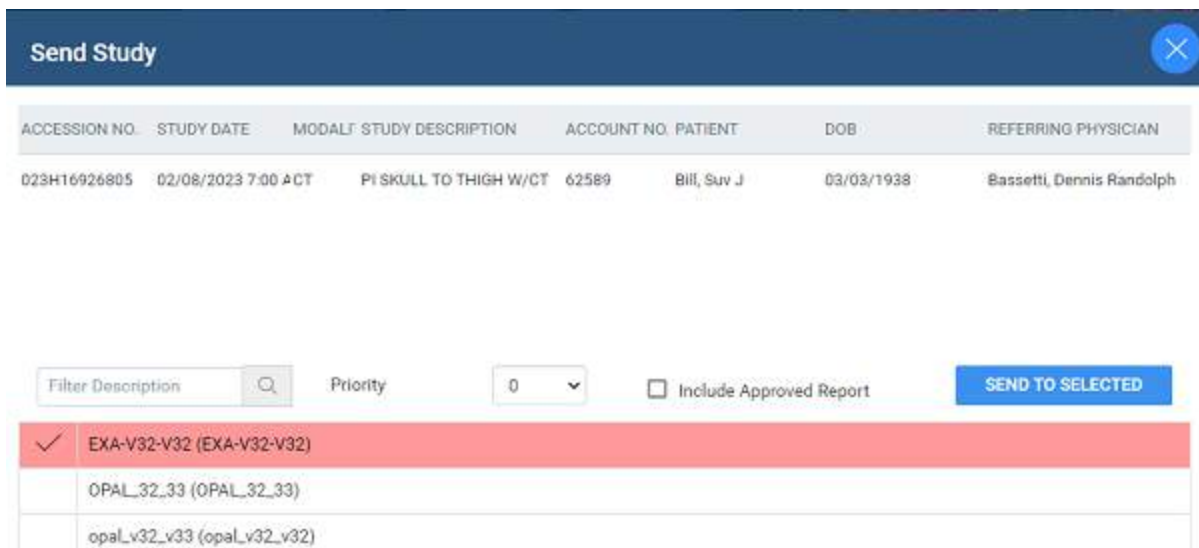 Send Study
ACCESSION NO. STUDY DATE MODALI STUDY DESCRIPTION ACCOUNT NO. PATIENT DOB REFERRING PHYSICIAN
023H16926805 02/08/2023 7:00 A CT PI SKULL TO THIGH W/CT 62589 Bill, Suv J 03/03/1938 Bassetti, Dennis Randolph
Filter Description Priority 0 Include Approved Report SEND TO SELECTED
EXA-V32-V32 (EXA-V32-V32)
OPAL_32_33 (OPAL_32_33)
opal_v32_v33 (opal_v32_v32)